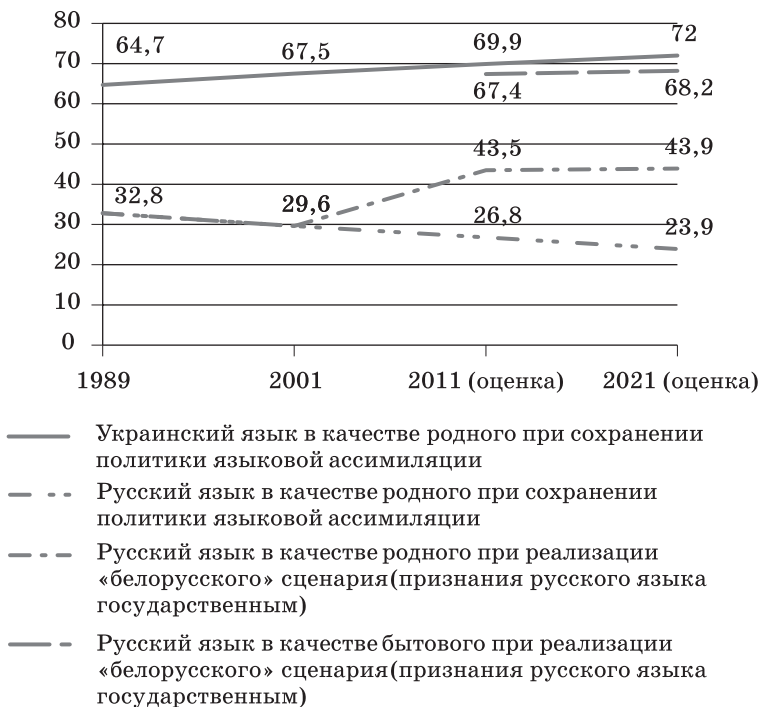 80
70
60
50
40
30
20
10
0
64,7
67,5
69,9
72
67,4
68,2
43,5
43,9
32,8
29,6
26,8
23,9
1989 2001 2011 (оценка) 2021 (оценка)
Украинский язык в качестве родного при сохранении
политики языковой ассимиляции
Русский язык в качестве родного при сохранении
политики языковой ассимиляции
Русский язык в качестве родного при реализации
«белорусского» сценария(признания русского языка
государственным)
Русский язык в качестве бытового при реализации
«белорусского» сценария(признания русского языка
государственным)